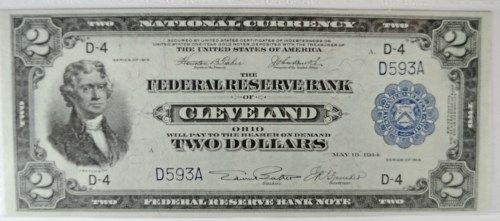 TWO NATIONAL CURRENCY TWO
SECURED BY UNITED STATES CERTIFICATES OF INDEBTEDNESS OR
UNITED STATES ONE-YEAR GOLD NOTES, DEPOSITED WITH THE TREASURER OF
THE UNITED STATES OF AMERICA
2 D-4 A D-4 2
SERIES OF 1918
D593A
THE
FEDERAL RESERVE BANK
OF
CLEVELAND
OHIO
WILL PAY TO THE BEARER ON DEMAND
TWO DOLLARS
MAY 18, 1914
A
D593A
Cashier
2 D-4 D-4 2
TWO FEDERAL RESERVE BANK NOTE TWO